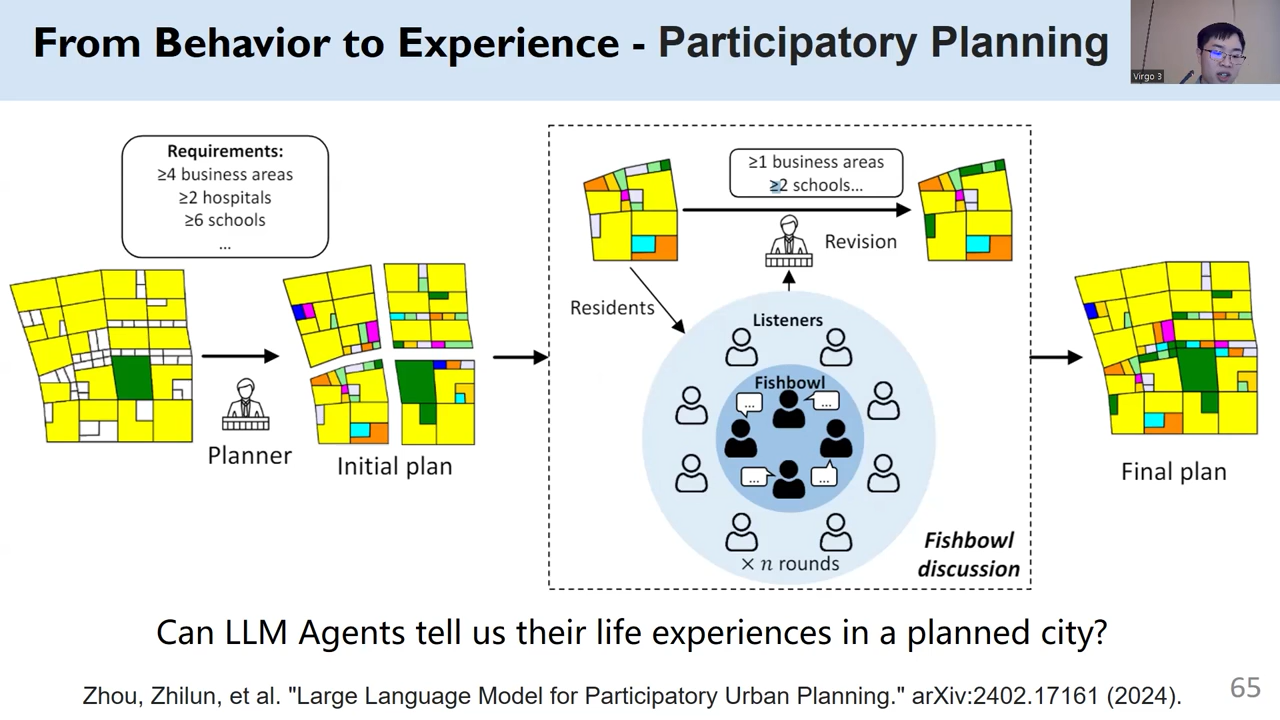 From Behavior to Experience - Participatory Planning
Virgo 3
Requirements:
≥4 business areas
≥2 hospitals
≥6 schools
...
Planner
Initial plan
≥1 business areas
≥2 schools...
Revision
Residents
Listeners
Fishbowl
...
...
...
...
× n rounds
Fishbowl
discussion
Final plan
Can LLM Agents tell us their life experiences in a planned city?
Zhou, Zhilun, et al. "Large Language Model for Participatory Urban Planning." arXiv:2402.17161 (2024).
65